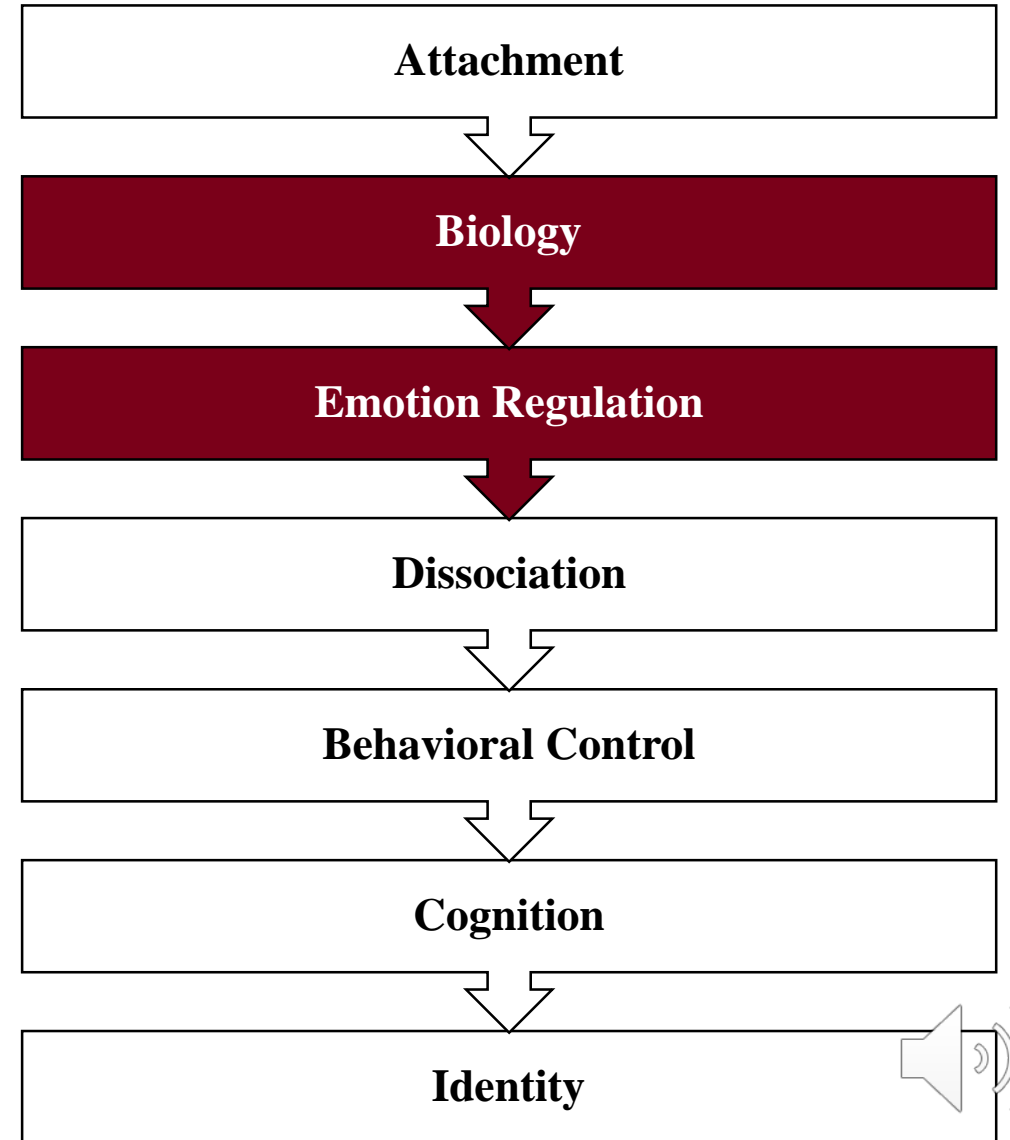 Attachment
Biology
Emotion Regulation
Dissociation
Behavioral Control
Cognition
Identity